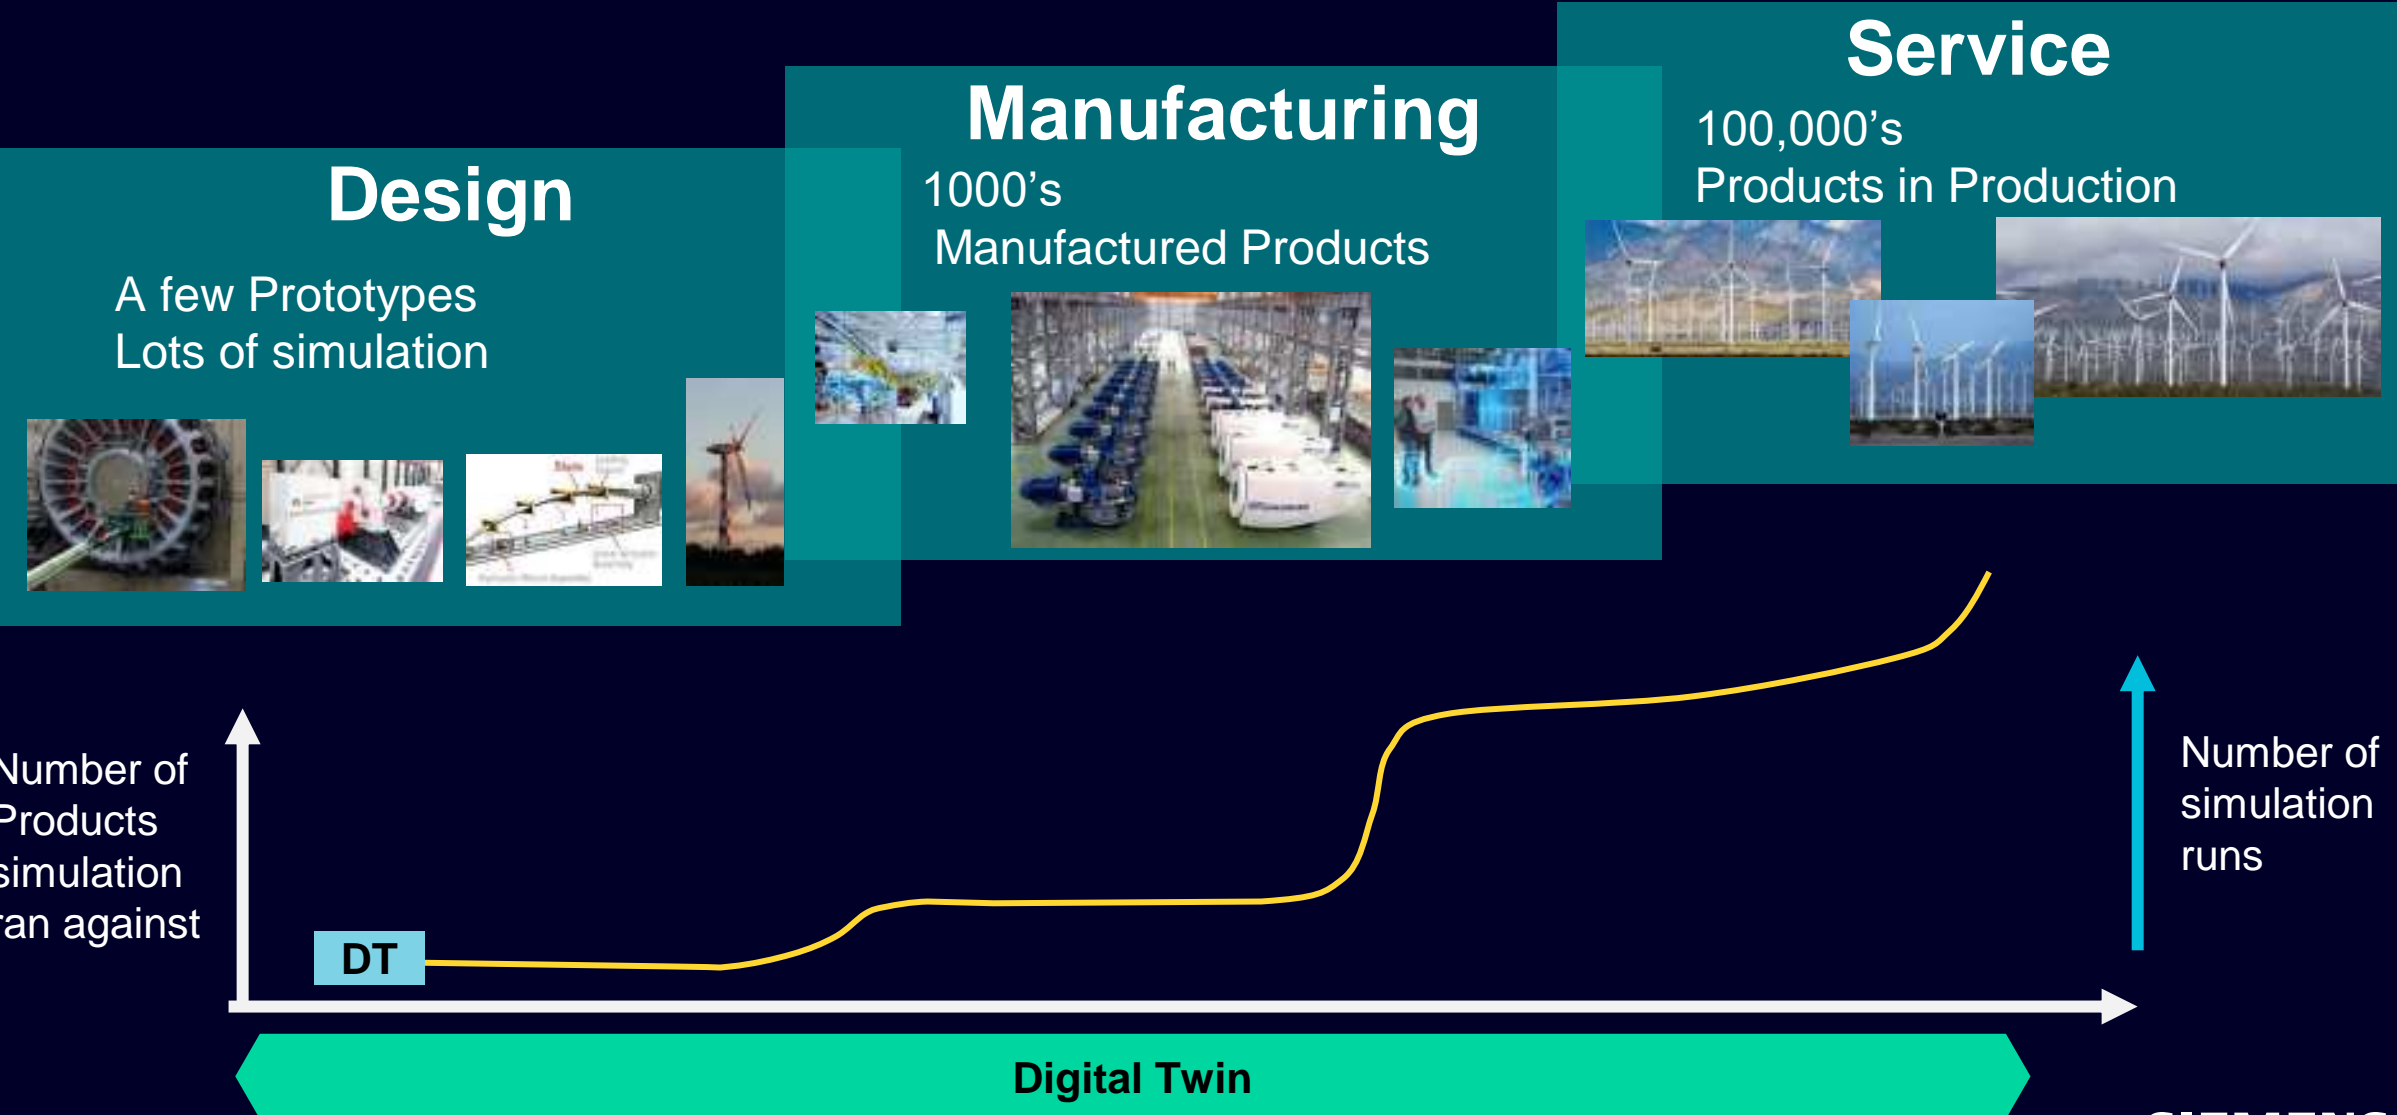 Service
100,000’s
Products in Production
Manufacturing
1000’s
Manufactured Products
Design
A few Prototypes
Lots of simulation
Number of
Products
simulation
ran against
DT
Number of
simulation
runs
Digital Twin
SIEMENS